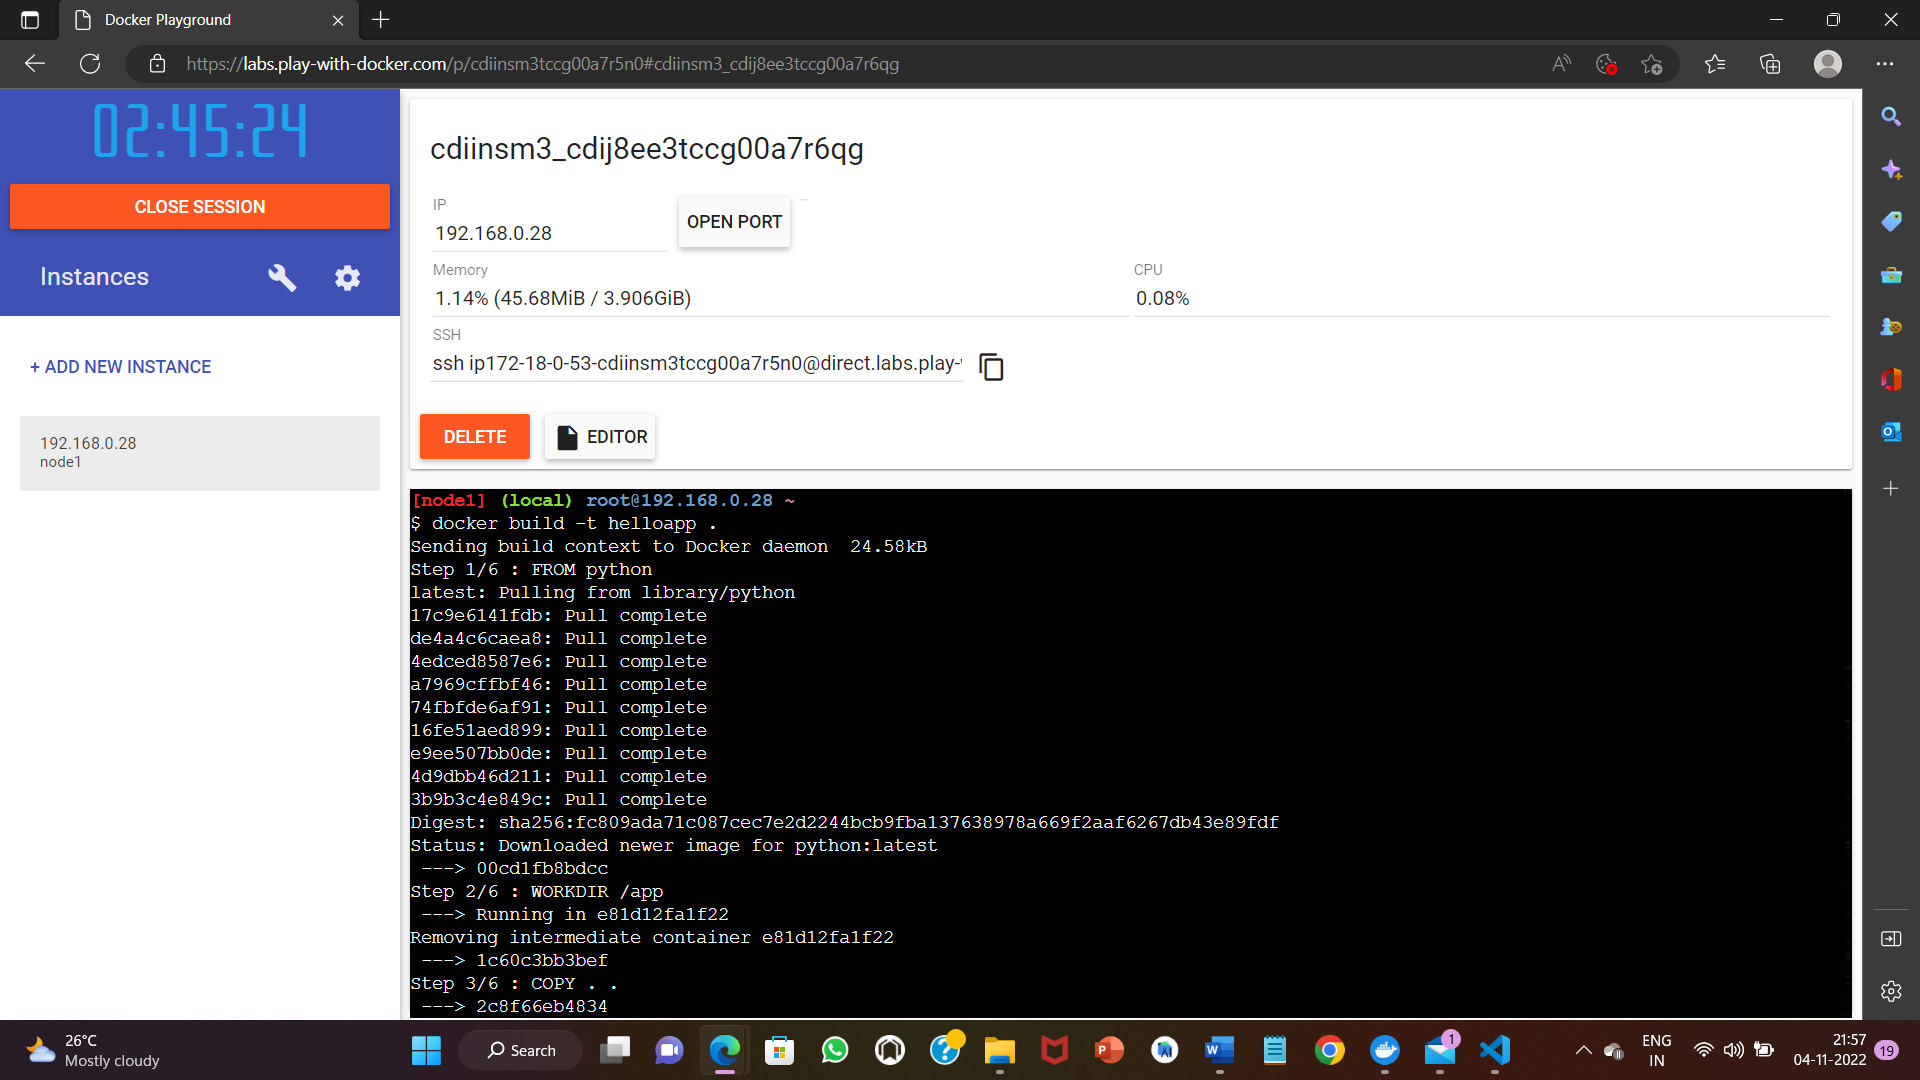 Docker Playground
https://labs.play-with-docker.com/p/cdiinsm3tccg00a7r5n0#cdiinsm3_cdij8ee3tccg00a7r6qg
02:45:24
CLOSE SESSION
Instances
+ ADD NEW INSTANCE
192.168.0.28
node1
cdiinsm3_cdij8ee3tccg00a7r6qg
IP
192.168.0.28
OPEN PORT
Memory
1.14% (45.68MiB / 3.906GiB)
CPU
0.08%
SSH
ssh ip172-18-0-53-cdiinsm3tccg00a7r5n0@direct.labs.play-
DELETE
EDITOR
[node1] (local) root@192.168.0.28 ~
$ docker build -t helloapp .
Sending build context to Docker daemon  24.58kB
Step 1/6 : FROM python
latest: Pulling from library/python
17c9e6141fdb: Pull complete
de4a4c6caea8: Pull complete
4edced8587e6: Pull complete
a7969cffbf46: Pull complete
74fbfde6af91: Pull complete
16fe51aed899: Pull complete
e9ee507bb0de: Pull complete
4d9dbb46d211: Pull complete
3b9b3c4e849c: Pull complete
Digest: sha256:fc809ada71c087cec7e2d2244bcb9fba137638978a669f2aaf6267db43e89fdf
Status: Downloaded newer image for python:latest
 ---> 00cd1fb8bdcc
Step 2/6 : WORKDIR /app
 ---> Running in e81d12fa1f22
Removing intermediate container e81d12fa1f22
 ---> 1c60c3bb3bef
Step 3/6 : COPY . .
 ---> 2c8f66eb4834
26°C
Mostly cloudy
Search
1
ENG
IN
21:57
04-11-2022
19